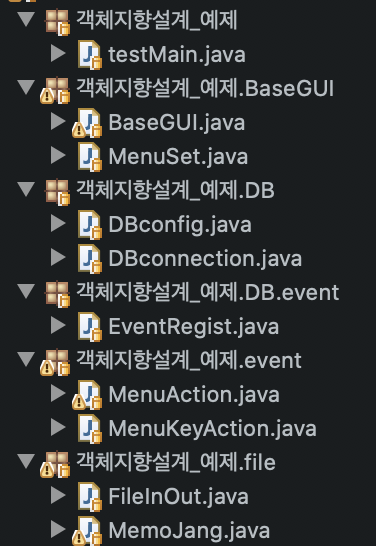 객체지향설계_예제
testMain.java
객체지향설계_예제.BaseGUI
BaseGUI.java
MenuSet.java
객체지향설계_예제.DB
DBconfig.java
DBconnection.java
객체지향설계_예제.DB.event
EventRegist.java
객체지향설계_예제.event
MenuAction.java
MenuKeyAction.java
객체지향설계_예제.file
FileInOut.java
MemoJang.java